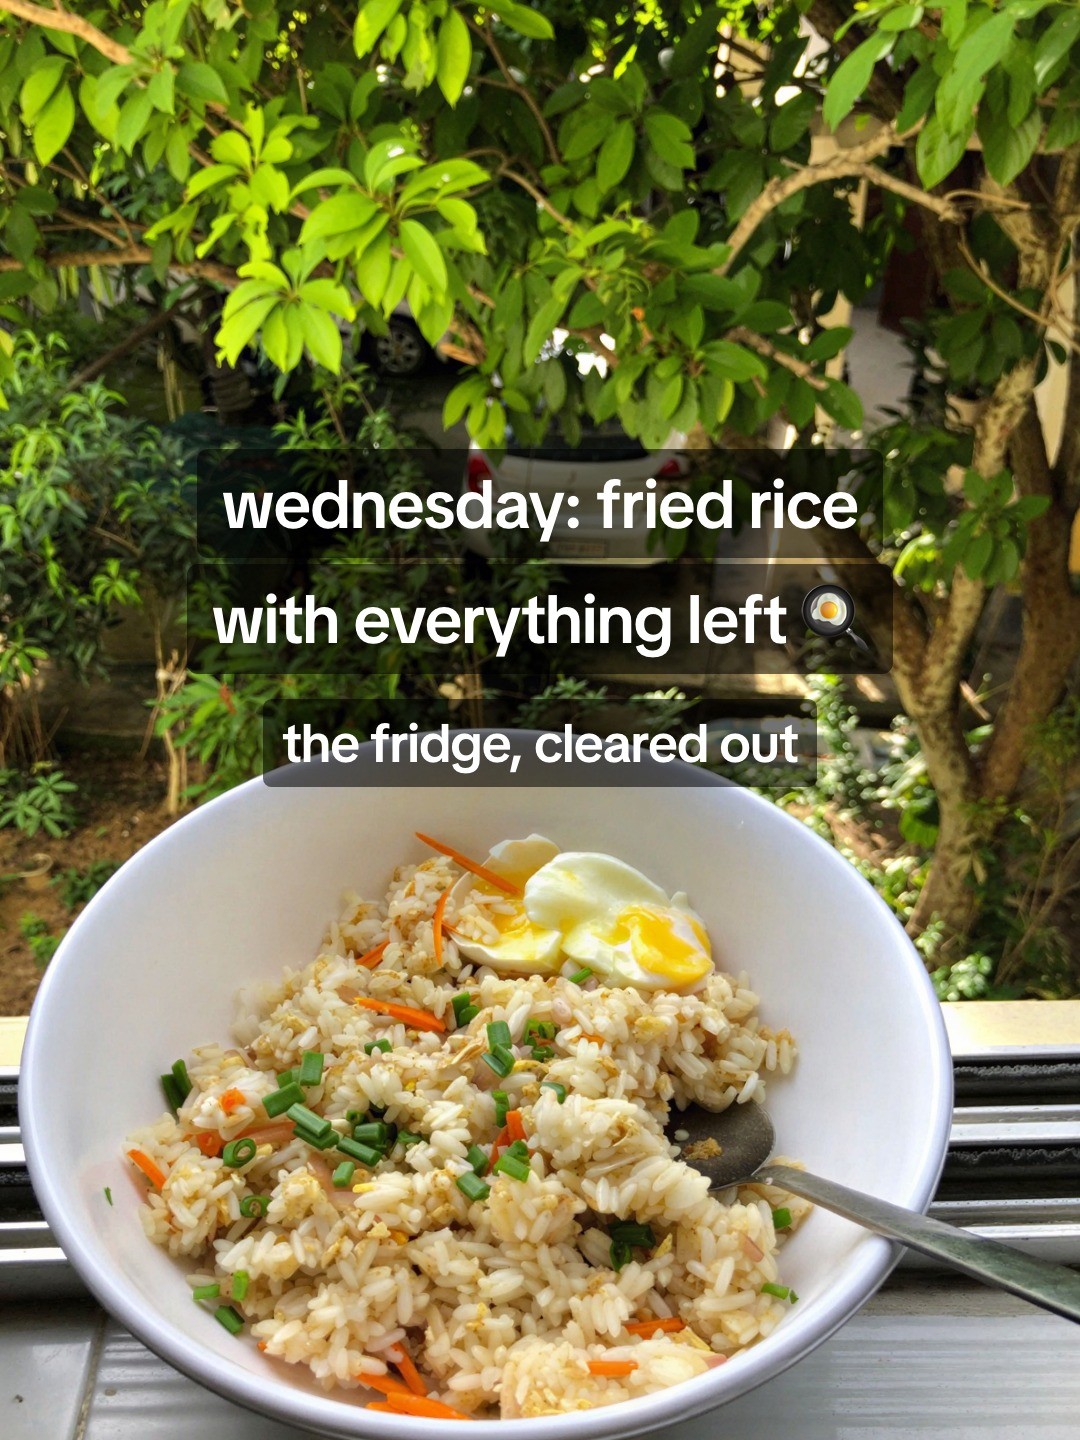 wednesday: fried rice
with everything left 🍳
the fridge, cleared out